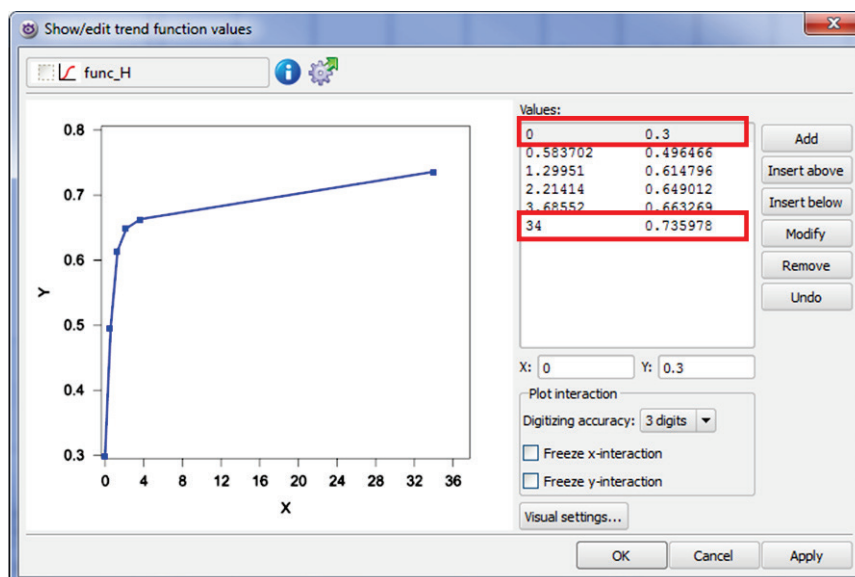 Show/edit trend function values
x
func_H
i
Values:
0 0.3
0.583702 0.496466
1.29951 0.614796
2.21414 0.649012
3.68552 0.663269
34 0.735978
Add
Insert above
Insert below
Modify
Remove
Undo
0.8
0.7
0.6
0.5
0.4
0.3
Y
0 4 8 12 16 20 24 28 32 36
X
X: 0 Y: 0.3
Plot interaction
Digitizing accuracy: 3 digits
Freeze x-interaction
Freeze y-interaction
Visual settings...
OK Cancel Apply